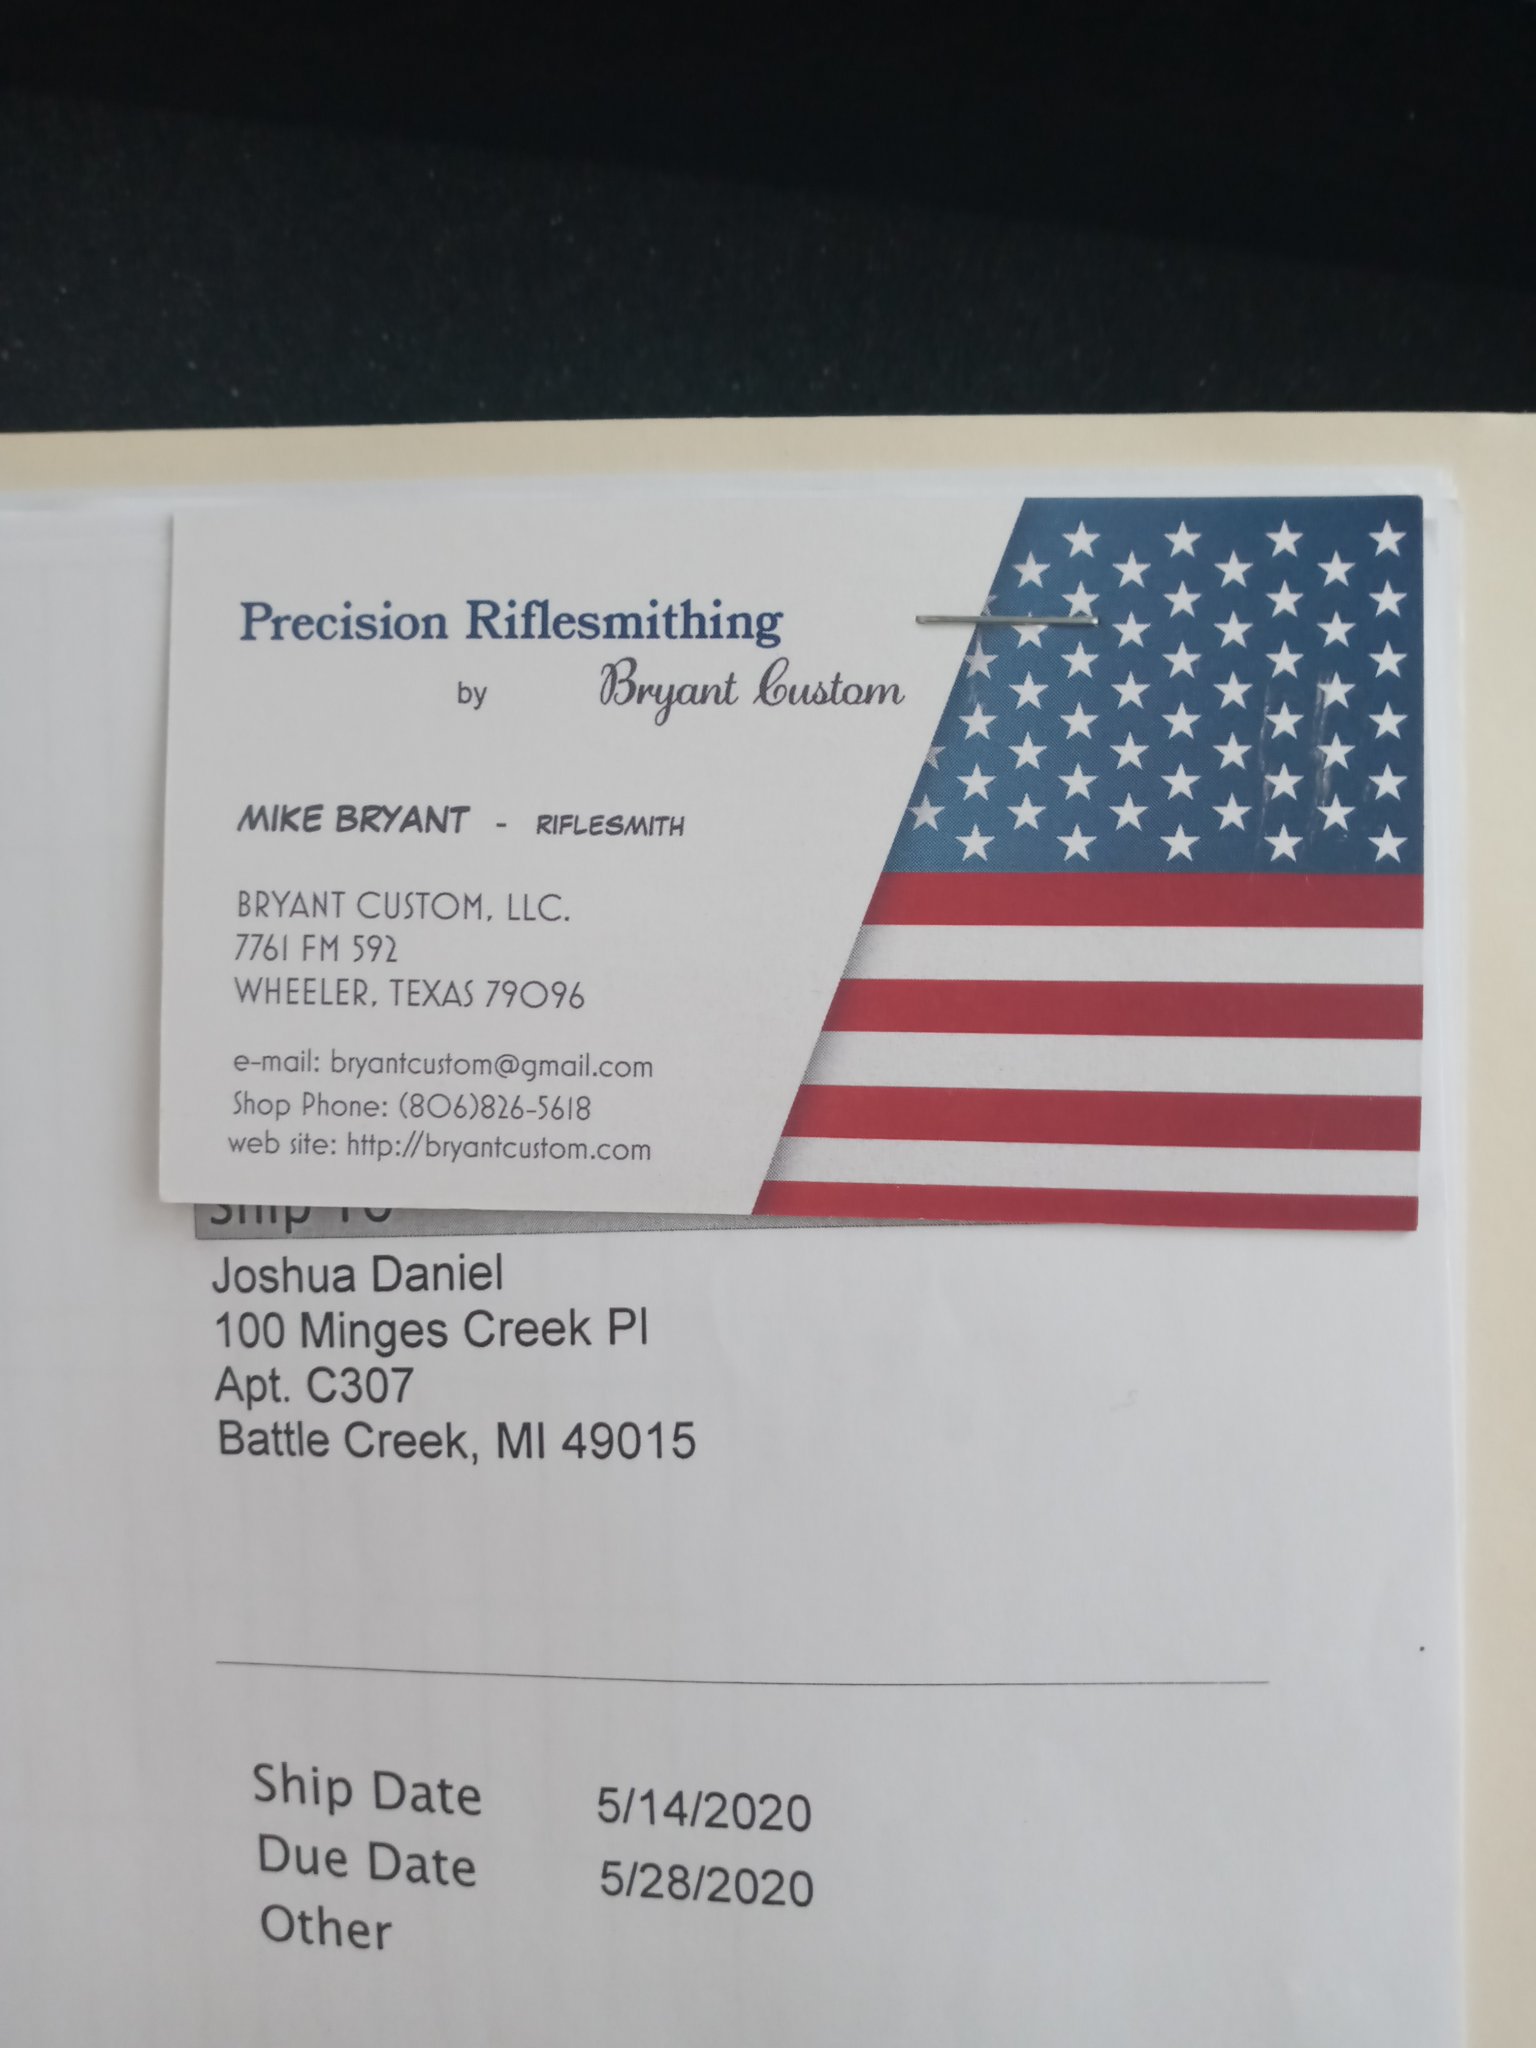 Precision Riflesmithing
by Bryant Custom
MIKE BRYANT - RIFLESMITH
BRYANT CUSTOM, LLC.
7761 FM 592
WHEELER, TEXAS 79096
e-mail: bryantcustom@gmail.com
Shop Phone: (806)826-5618
web site: http://bryantcustom.com
Ship To
Joshua Daniel
100 Minges Creek Pl
Apt. C307
Battle Creek, MI 49015
Ship Date 5/14/2020
Due Date 5/28/2020
Other